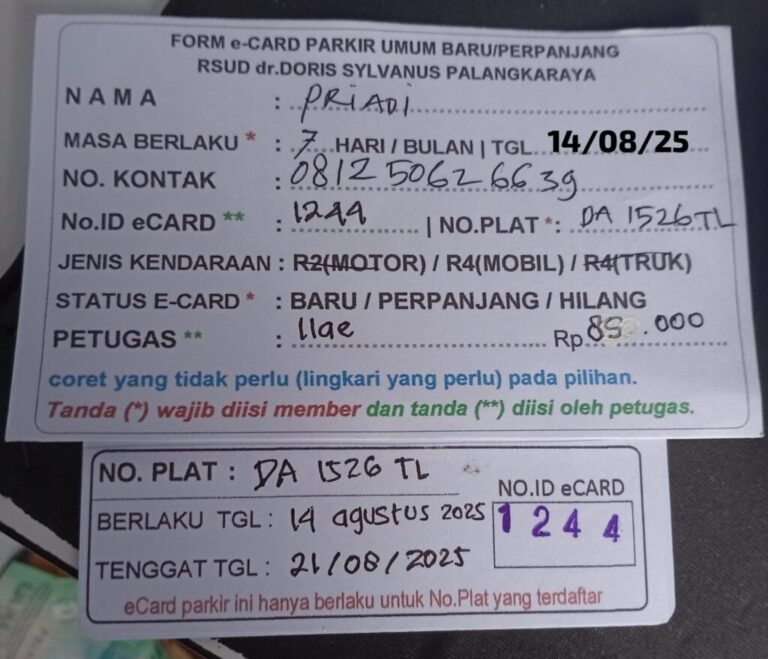 FORM e-CARD PARKIR UMUM BARU/PERPANJANG
RSUD dr.DORIS SYLVANUS PALANGKARAYA
NAMA : PRIADI
MASA BERLAKU * : 7 HARI / BULAN | TGL. 14/08/25
NO. KONTAK : 081250626639
No.ID eCARD ** : 1244 | NO.PLAT *: DA 1526 TL
JENIS KENDARAAN : R2(MOTOR) / R4(MOBIL) / R4(TRUK)
STATUS E-CARD * : BARU / PERPANJANG / HILANG
PETUGAS ** : Ilae Rp. 85.000
coret yang tidak perlu (lingkari yang perlu) pada pilihan.
Tanda (*) wajib diisi member dan tanda (**) diisi oleh petugas.
NO. PLAT : DA 1526 TL
NO.ID eCARD
BERLAKU TGL : 14 agustus 2025
1244
TENGGAT TGL : 21/08/2025
eCard parkir ini hanya berlaku untuk No.Plat yang terdaftar